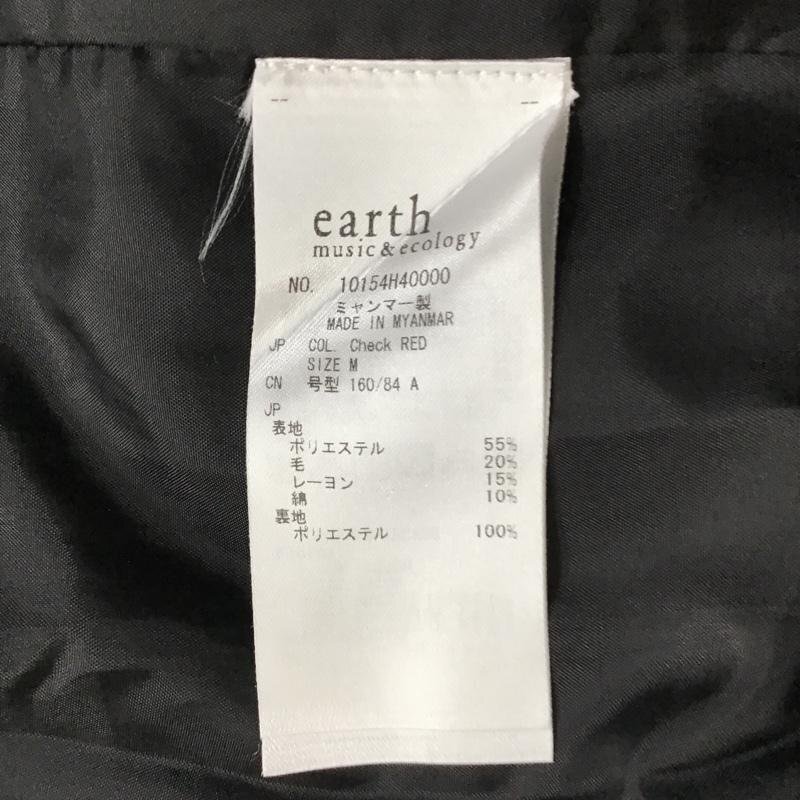 earth
music & ecology
NO. 10154H40000
ミャンマー製
MADE IN MYANMAR
JP COL. Check RED
SIZE M
CN 号型 160/84 A
JP
表地
ポリエステル 55%
毛 20%
レーヨン 15%
綿 10%
裏地
ポリエステル 100%